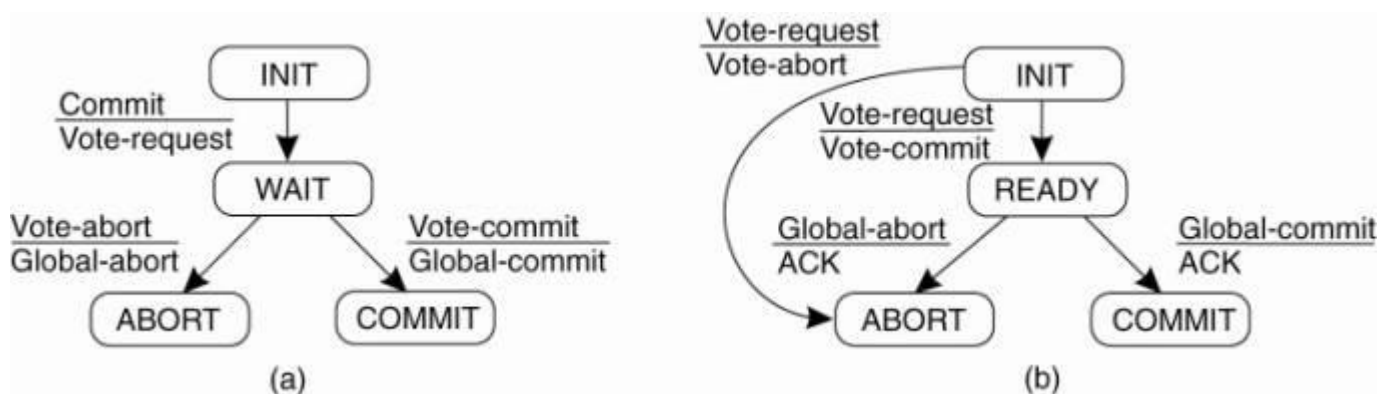 INIT
Commit
Vote-request
WAIT
Vote-abort
Global-abort
Vote-commit
Global-commit
ABORT
COMMIT
(a)
Vote-request
Vote-abort
INIT
Vote-request
Vote-commit
READY
Global-abort
ACK
Global-commit
ACK
ABORT
COMMIT
(b)